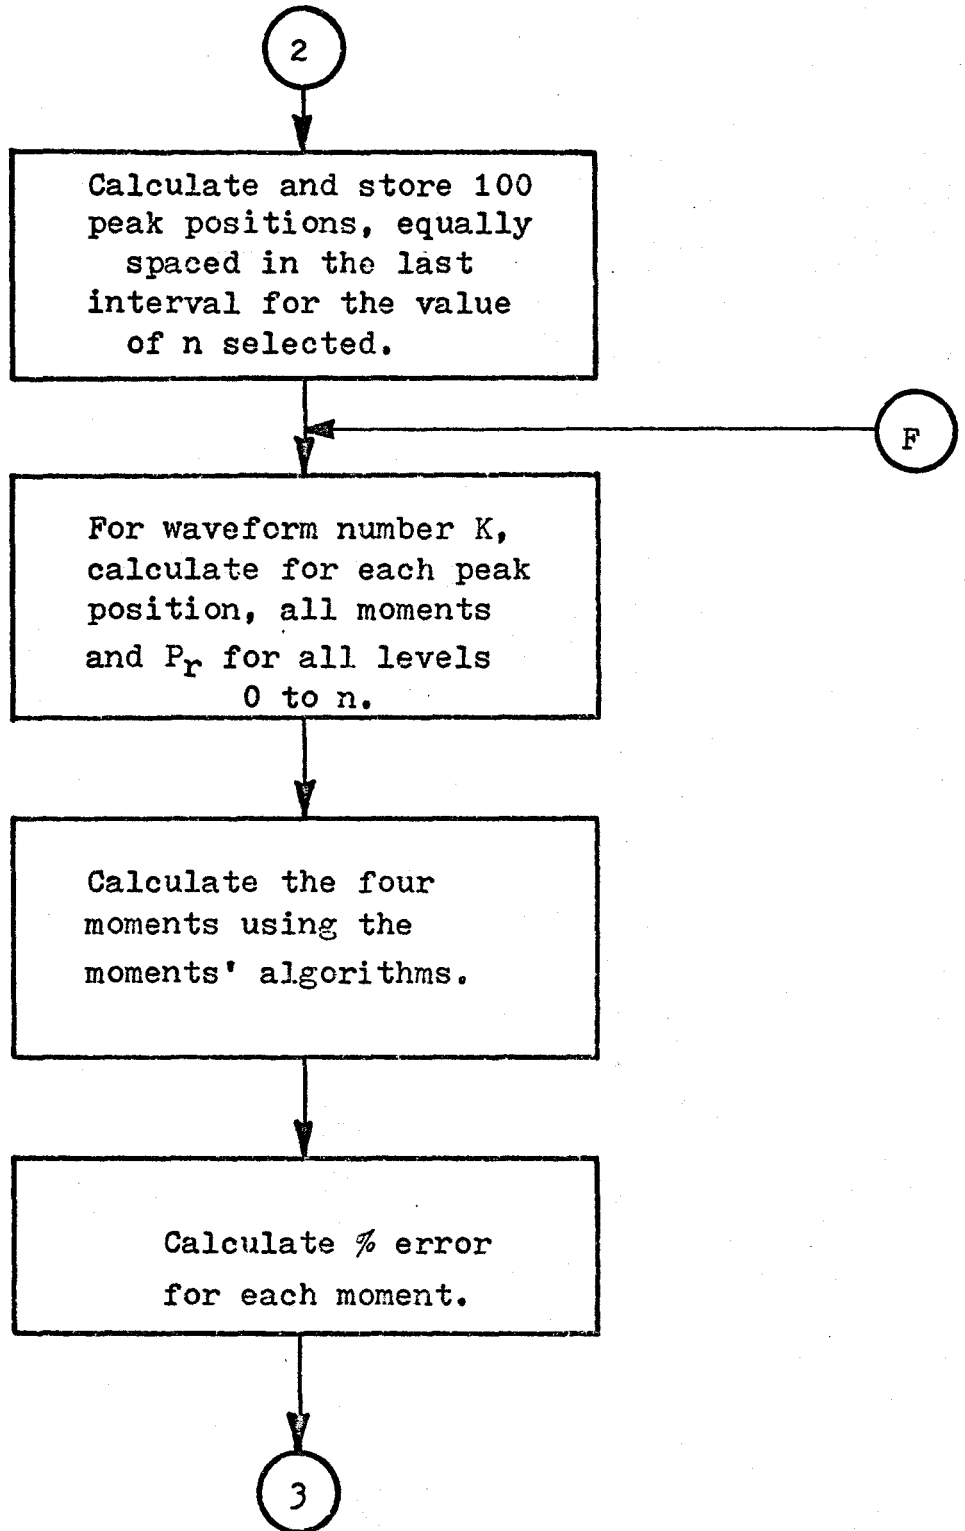 2
Calculate and store 100
peak positions, equally
spaced in the last
interval for the value
of n selected.
F
For waveform number K,
calculate for each peak
position, all moments
and Pr for all levels
0 to n.
Calculate the four
moments using the
moments' algorithms.
Calculate % error
for each moment.
3